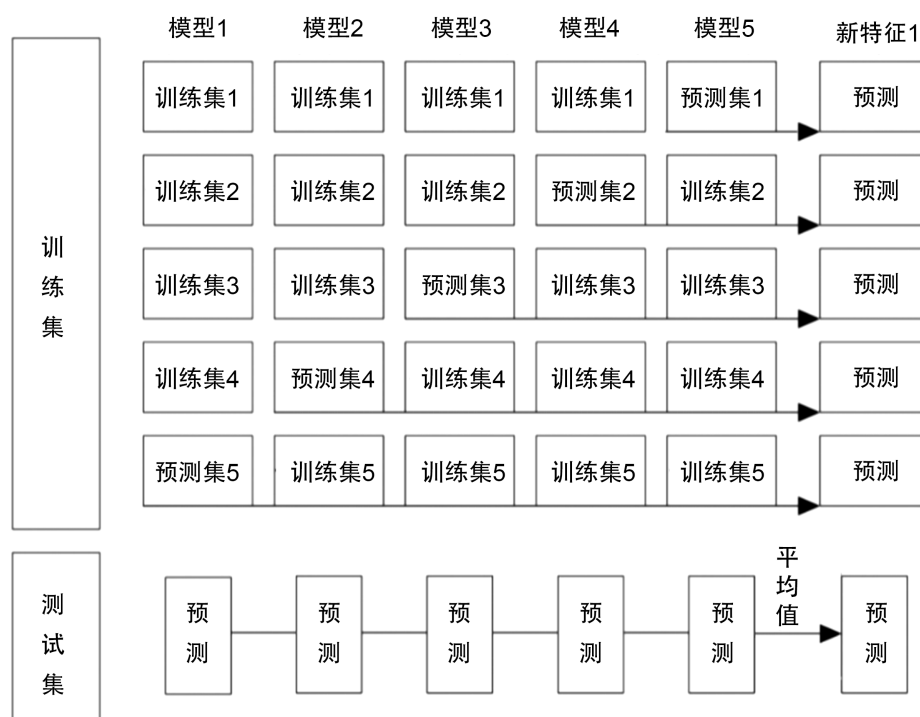 模型1 模型2 模型3 模型4 模型5 新特征1
训练集1 训练集1 训练集1 训练集1 预测集1 预测
训练集2 训练集2 训练集2 预测集2 训练集2 预测
训练集
训练集3 训练集3 预测集3 训练集3 训练集3 预测
训练集4 预测集4 训练集4 训练集4 训练集4 预测
预测集5 训练集5 训练集5 训练集5 训练集5 预测
测试集
预测 预测 预测 预测 预测 平均值 预测